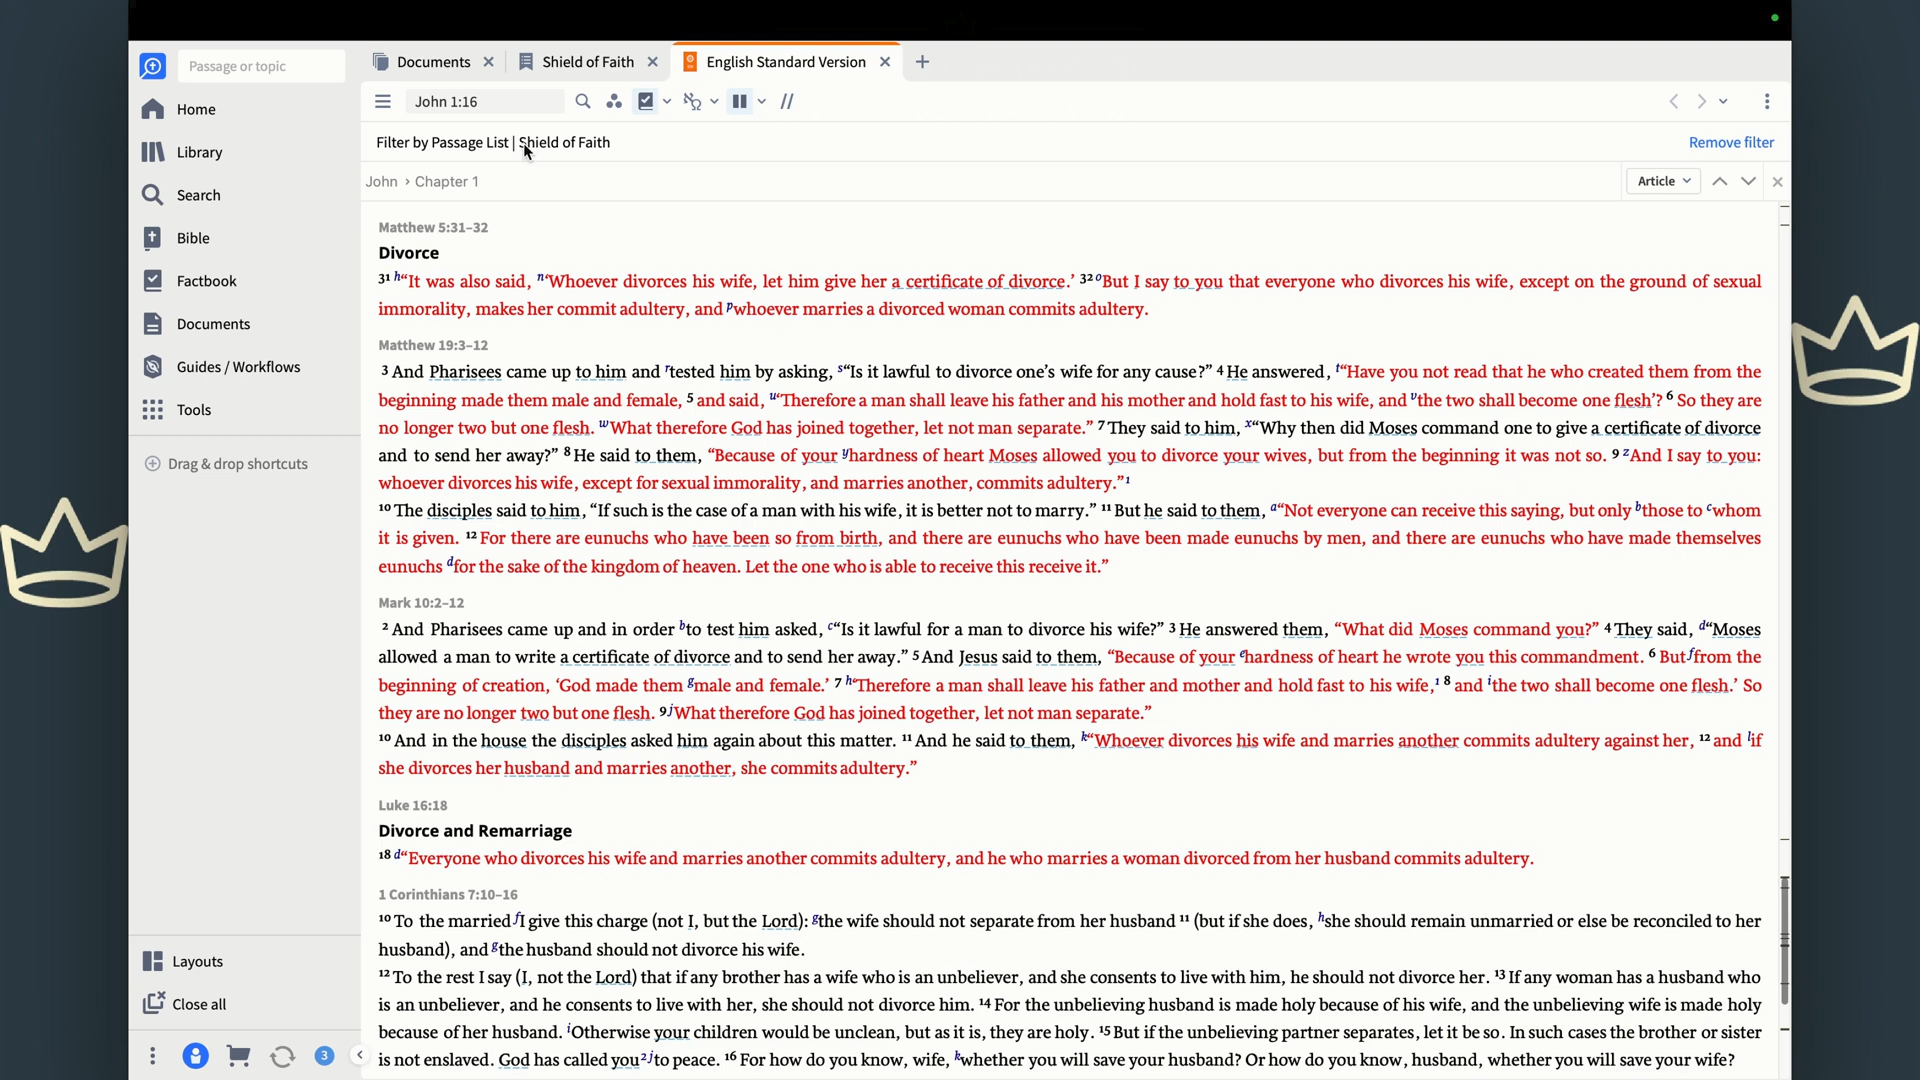 Passage or topic
Documents
Shield of Faith
English Standard Version
John 1:16
Home
Library
Search
Bible
Factbook
Documents
Guides / Workflows
Tools
Drag & drop shortcuts
Layouts
Close all
3
Filter by Passage List | Shield of Faith
Remove filter
John › Chapter 1
Article
Matthew 5:31–32
Divorce
31 h“It was also said, n‘Whoever divorces his wife, let him give her a certificate of divorce.’ 32 oBut I say to you that everyone who divorces his wife, except on the ground of sexual
immorality, makes her commit adultery, and pwhoever marries a divorced woman commits adultery.
Matthew 19:3–12
3 And Pharisees came up to him and rtested him by asking, s“Is it lawful to divorce one’s wife for any cause?” 4 He answered, t“Have you not read that he who created them from the
beginning made them male and female, 5 and said, u‘Therefore a man shall leave his father and his mother and hold fast to his wife, and vthe two shall become one flesh’? 6 So they are
no longer two but one flesh. wWhat therefore God has joined together, let not man separate.” 7 They said to him, x“Why then did Moses command one to give a certificate of divorce
and to send her away?” 8 He said to them, “Because of your yhardness of heart Moses allowed you to divorce your wives, but from the beginning it was not so. 9 zAnd I say to you:
whoever divorces his wife, except for sexual immorality, and marries another, commits adultery.”1
10 The disciples said to him, “If such is the case of a man with his wife, it is better not to marry.” 11 But he said to them, a“Not everyone can receive this saying, but only bthose to cwhom
it is given. 12 For there are eunuchs who have been so from birth, and there are eunuchs who have been made eunuchs by men, and there are eunuchs who have made themselves
eunuchs dfor the sake of the kingdom of heaven. Let the one who is able to receive this receive it.”
Mark 10:2–12
2 And Pharisees came up and in order bto test him asked, c“Is it lawful for a man to divorce his wife?” 3 He answered them, “What did Moses command you?” 4 They said, d“Moses
allowed a man to write a certificate of divorce and to send her away.” 5 And Jesus said to them, “Because of your ehardness of heart he wrote you this commandment. 6 But ffrom the
beginning of creation, ‘God made them gmale and female.’ 7 h‘Therefore a man shall leave his father and mother and hold fast to his wife,1 8 and ithe two shall become one flesh.’ So
they are no longer two but one flesh. 9 jWhat therefore God has joined together, let not man separate.”
10 And in the house the disciples asked him again about this matter. 11 And he said to them, k“Whoever divorces his wife and marries another commits adultery against her, 12 and lif
she divorces her husband and marries another, she commits adultery.”
Luke 16:18
Divorce and Remarriage
18 d“Everyone who divorces his wife and marries another commits adultery, and he who marries a woman divorced from her husband commits adultery.
1 Corinthians 7:10–16
10 To the married fI give this charge (not I, but the Lord): gthe wife should not separate from her husband 11 (but if she does, hshe should remain unmarried or else be reconciled to her
husband), and gthe husband should not divorce his wife.
12 To the rest I say (I, not the Lord) that if any brother has a wife who is an unbeliever, and she consents to live with him, he should not divorce her. 13 If any woman has a husband who
is an unbeliever, and he consents to live with her, she should not divorce him. 14 For the unbelieving husband is made holy because of his wife, and the unbelieving wife is made holy
because of her husband. iOtherwise your children would be unclean, but as it is, they are holy. 15 But if the unbelieving partner separates, let it be so. In such cases the brother or sister
is not enslaved. God has called you2 jto peace. 16 For how do you know, wife, kwhether you will save your husband? Or how do you know, husband, whether you will save your wife?